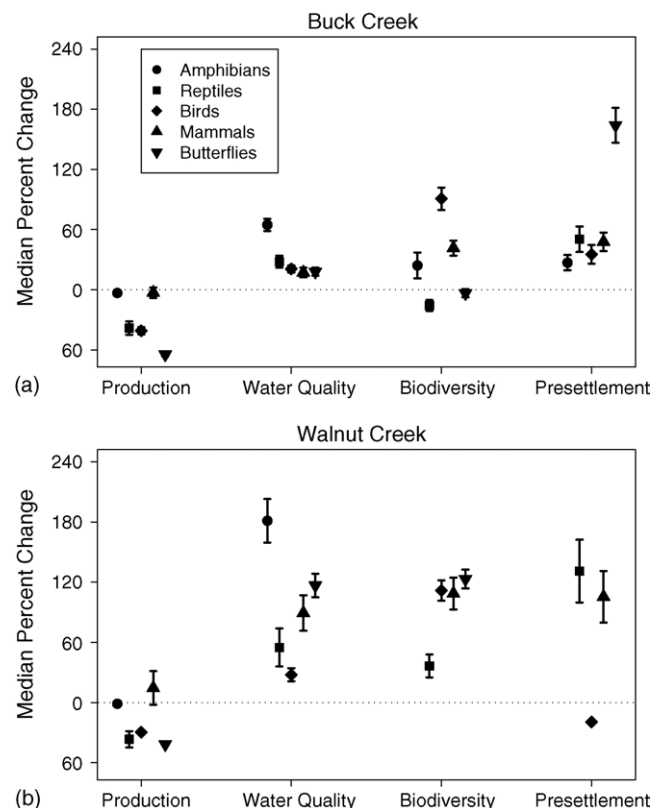 Buck Creek
240
180
120
60
0
60
Median Percent Change
Amphibians
Reptiles
Birds
Mammals
Butterflies
(a)
Production Water Quality Biodiversity Presettlement
Walnut Creek
240
180
120
60
0
60
Median Percent Change
(b)
Production Water Quality Biodiversity Presettlement